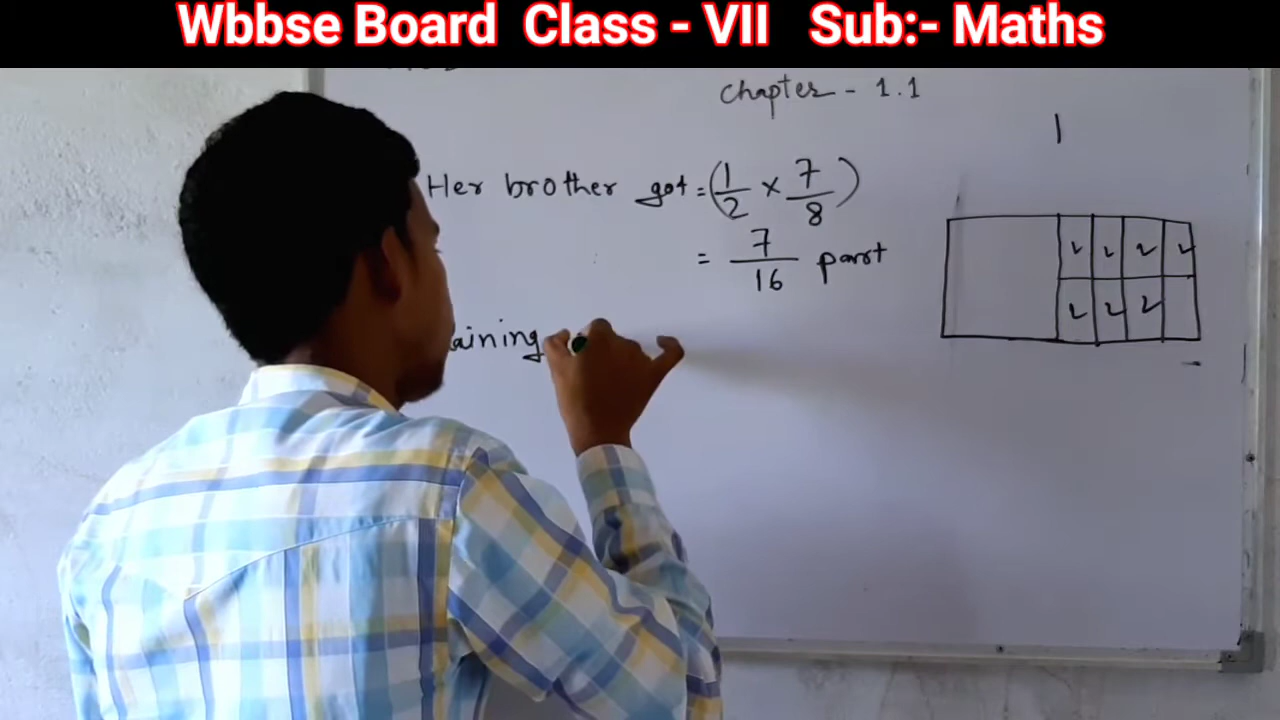 Wbbse Board Class - VII Sub:- Maths
chapter - 1.1
1
Her brother got = (1/2 × 7/8)
= 7/16 part
aining